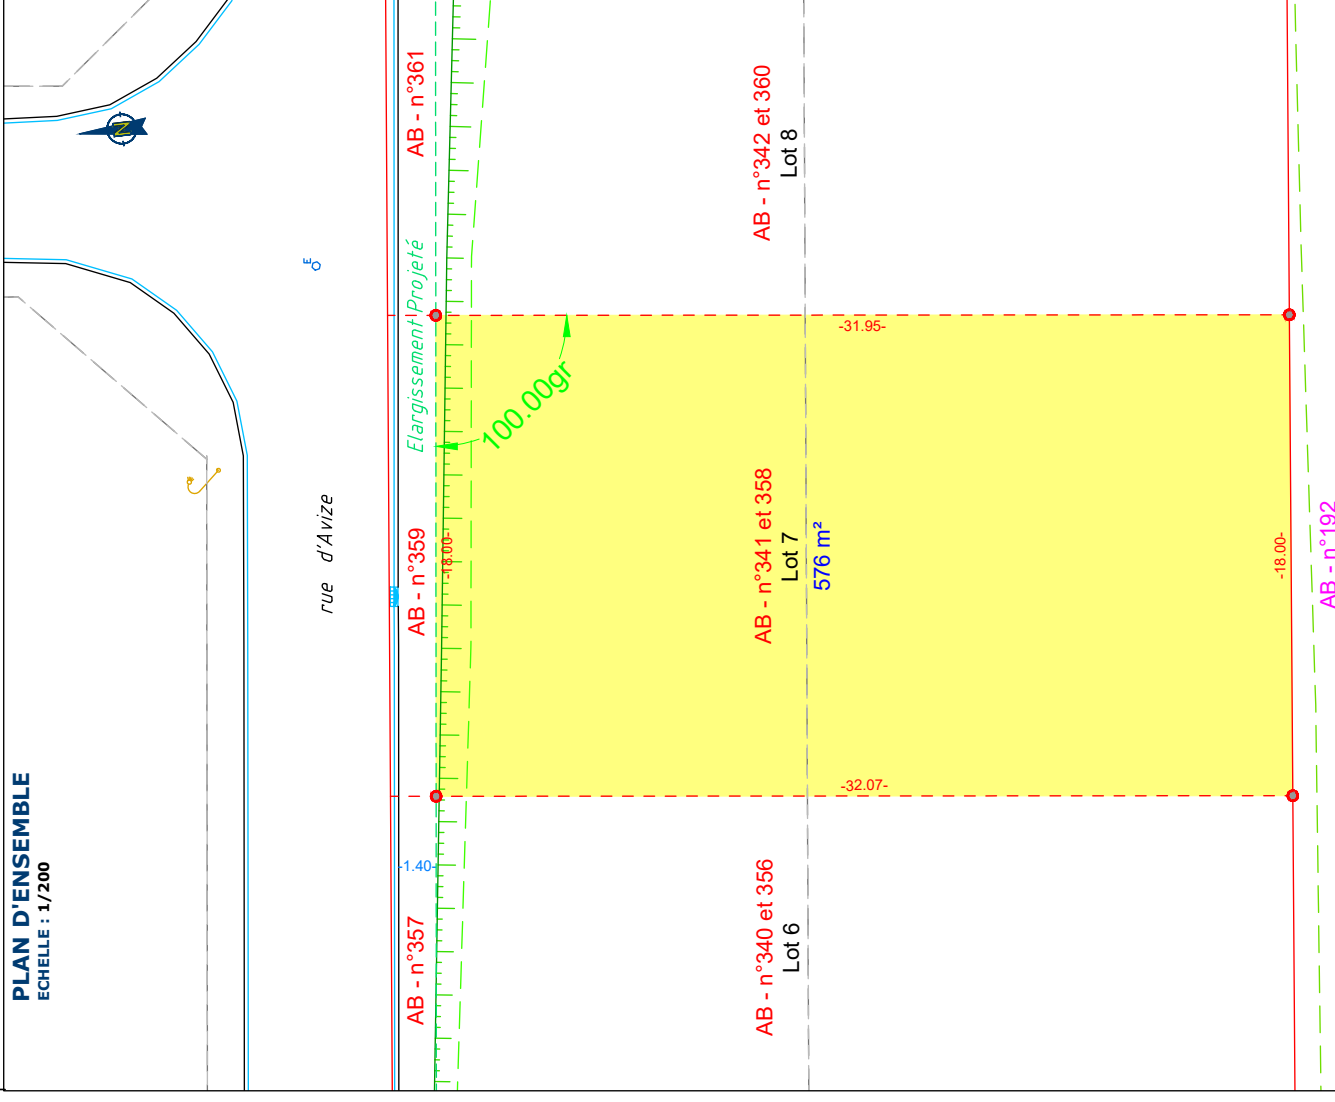 PLAN D'ENSEMBLE
ECHELLE : 1/200
N
E
rue d'Avize
AB - n°361
Elargissement Projeté
AB - n°359
AB - n°357
-1.40-
-18.00-
100.00gr
AB - n°342 et 360
Lot 8
-31.95-
AB - n°341 et 358
Lot 7
576 m²
-32.07-
AB - n°340 et 356
Lot 6
-18.00-
AB - n°192